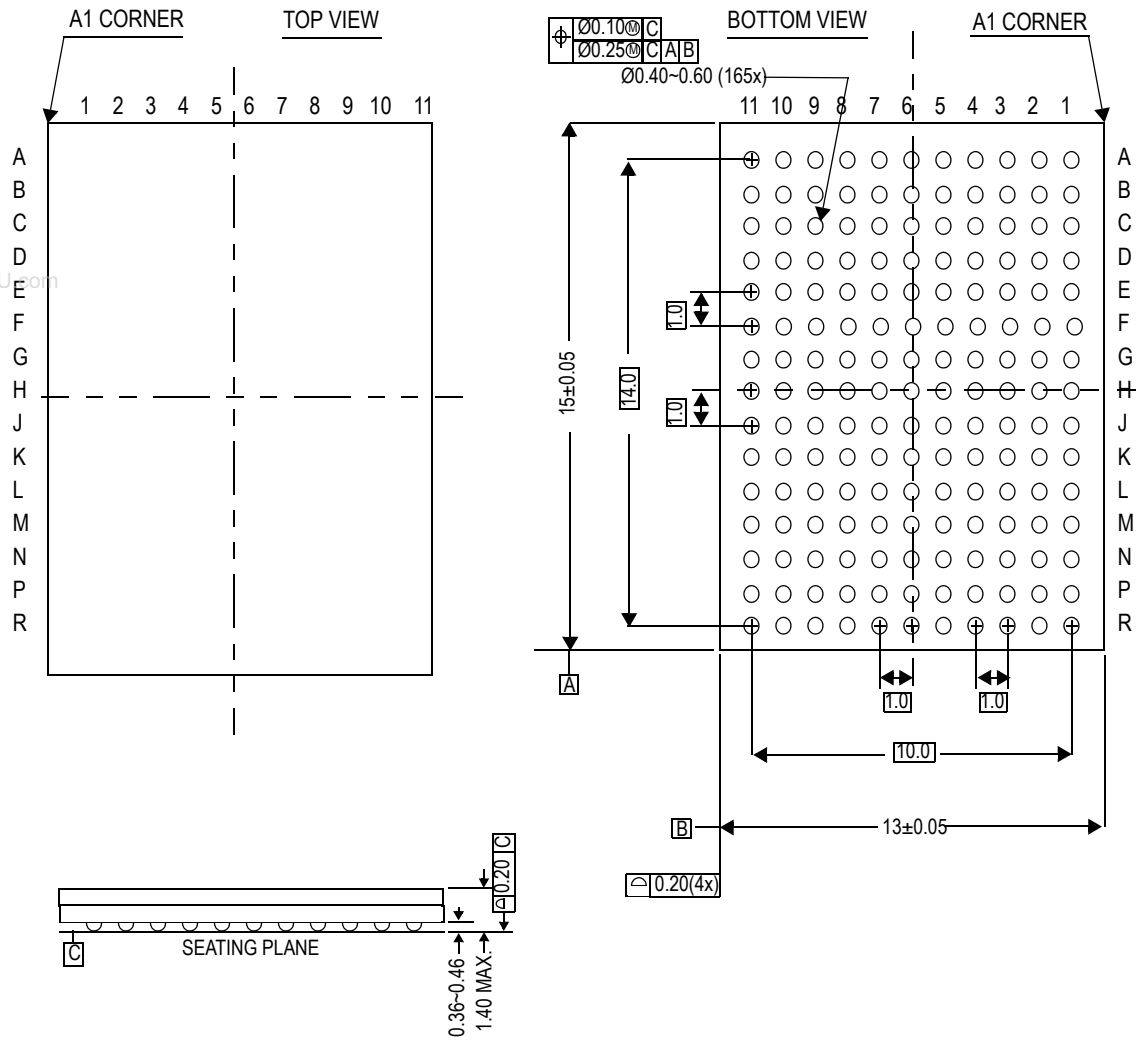 A1 CORNER
TOP VIEW
1 2 3 4 5 6 7 8 9 10 11
A
B
C
D
E
F
G
H
J
K
L
M
N
P
R
U.com
Ø0.10Ⓜ C
Ø0.25Ⓜ C A B
Ø0.40~0.60 (165x)
BOTTOM VIEW
A1 CORNER
11 10 9 8 7 6 5 4 3 2 1
A
B
C
D
E
F
G
H
J
K
L
M
N
P
R
15±0.05
14.0
1.0
1.0
A
1.0
1.0
10.0
B
13±0.05
0.20(4x)
0.20 C
C
SEATING PLANE
0.36~0.46
1.40 MAX.